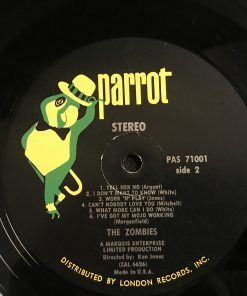 parrot
STEREO
PAS 71001
side 2
1. TELL HER NO (Argent)
2. I DON'T WANT TO KNOW (White)
3. WORK 'N' PLAY (Jones)
4. CAN'T NOBODY LOVE YOU (Mitchell)
5. WHAT MORE CAN I DO (White)
6. I'VE GOT MY MOJO WORKING
(Morganfield)
THE ZOMBIES
A MARQUIS ENTERPRISE
LIMITED PRODUCTION
Directed by: Ken Jones
(ZAL 6626)
Made in U.S.A.
DISTRIBUTED BY LONDON RECORDS, INC.